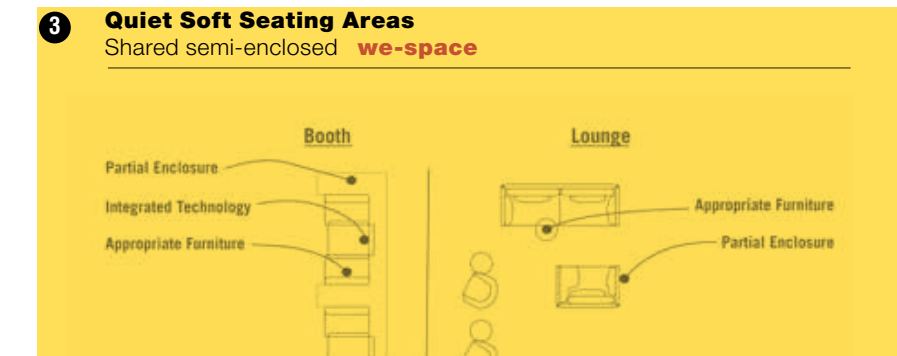 3
Quiet Soft Seating Areas
Shared semi-enclosed we-space
Booth
Lounge
Partial Enclosure
Integrated Technology
Appropriate Furniture
Appropriate Furniture
Partial Enclosure